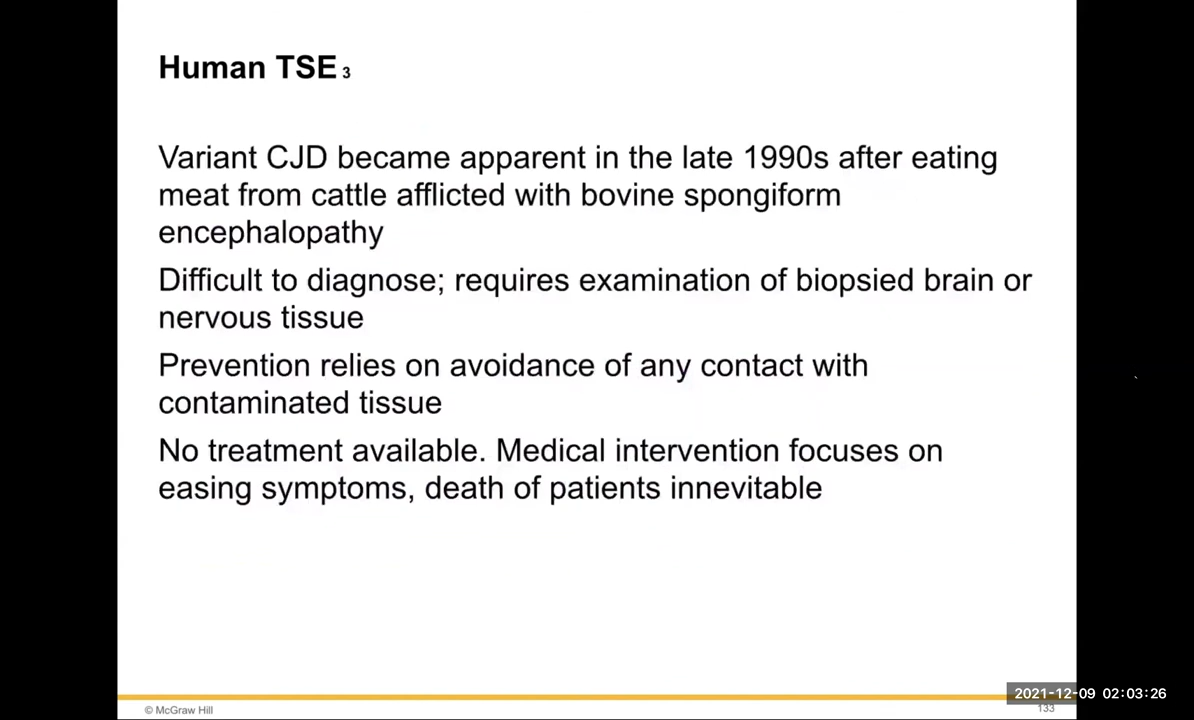 Human TSE 3
Variant CJD became apparent in the late 1990s after eating
meat from cattle afflicted with bovine spongiform
encephalopathy
Difficult to diagnose; requires examination of biopsied brain or
nervous tissue
Prevention relies on avoidance of any contact with
contaminated tissue
No treatment available. Medical intervention focuses on
easing symptoms, death of patients innevitable
2021-12-09 02:03:26
© McGraw Hill
133